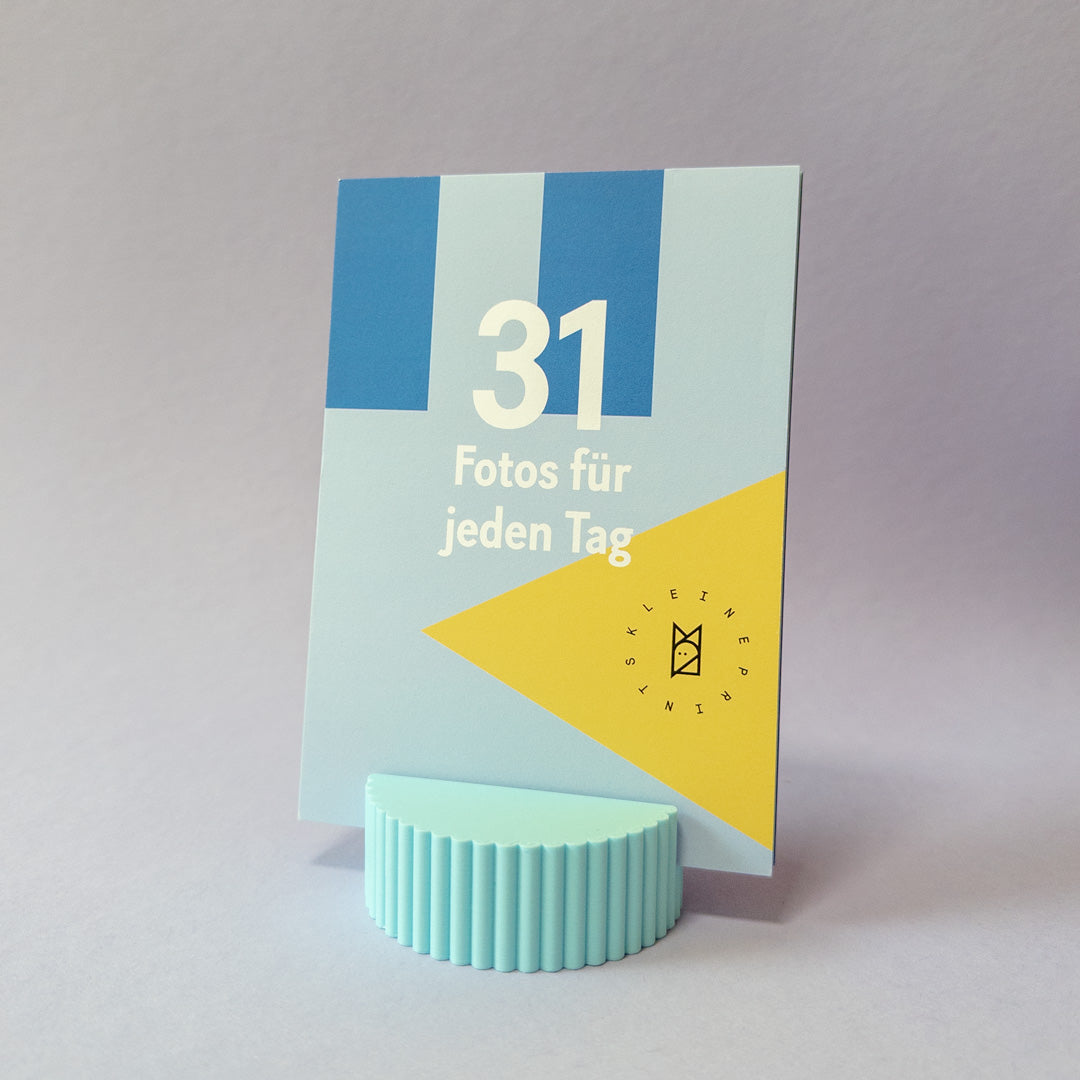 31
Fotos für
jeden Tag
KLEINEPRINTS